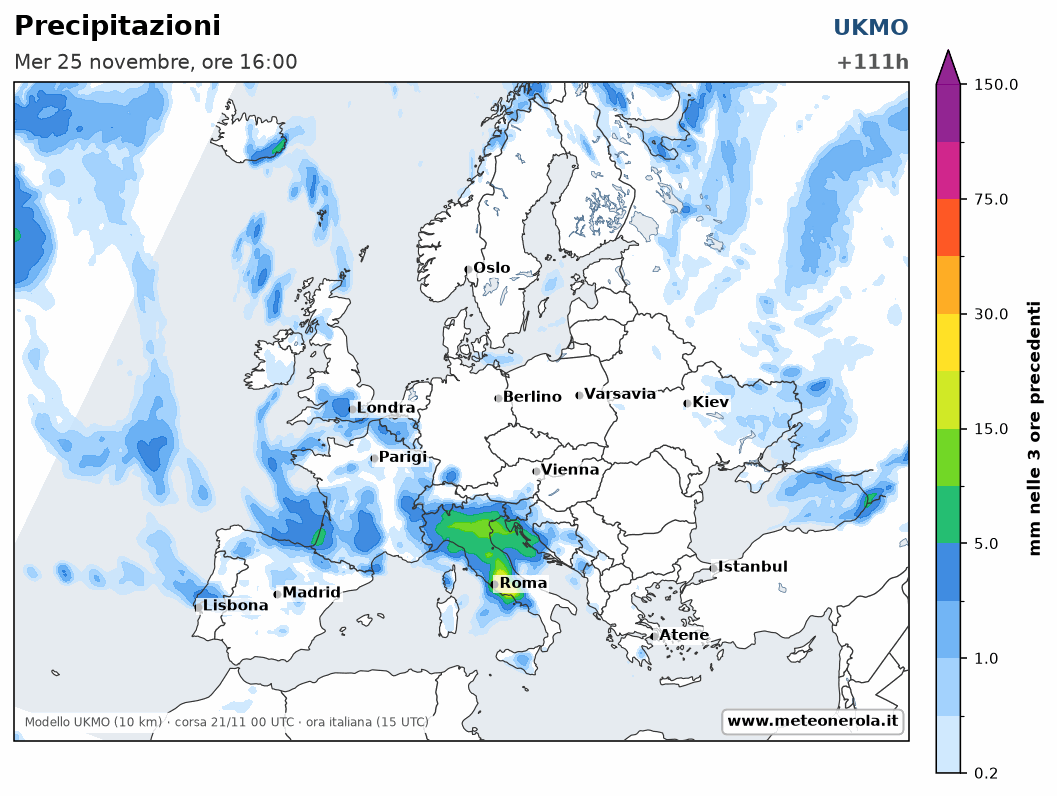 Precipitazioni
UKMO
Mer 25 novembre, ore 16:00
+111h
150.0
75.0
30.0
15.0
5.0
1.0
0.2
mm nelle 3 ore precedenti
Oslo
Berlino
Varsavia
Kiev
Londra
Parigi
Vienna
Istanbul
Roma
Madrid
Lisbona
Atene
Modello UKMO (10 km) · corsa 21/11 00 UTC · ora italiana (15 UTC)
www.meteonerola.it